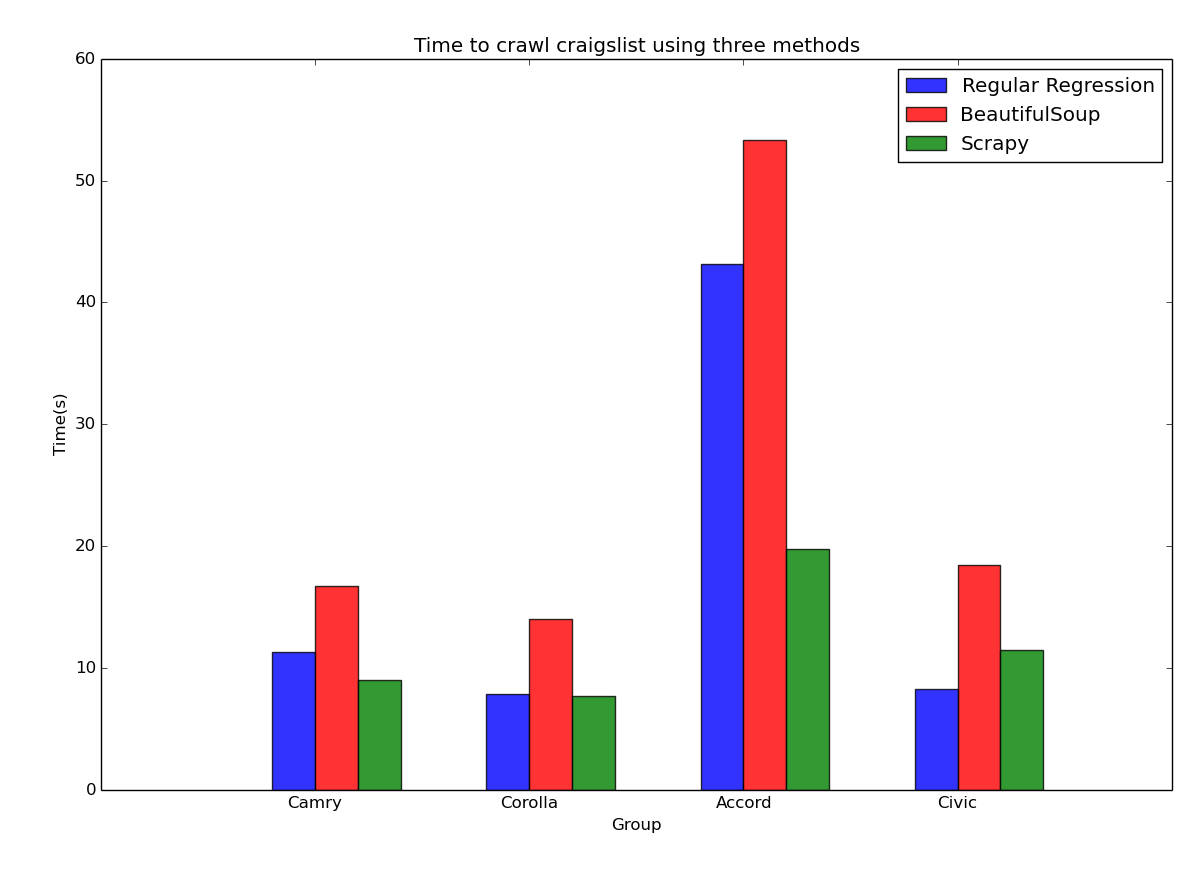 Time to crawl craigslist using three methods
Regular Regression
BeautifulSoup
Scrapy
60
50
40
30
20
10
0
Time(s)
Camry Corolla Accord Civic
Group